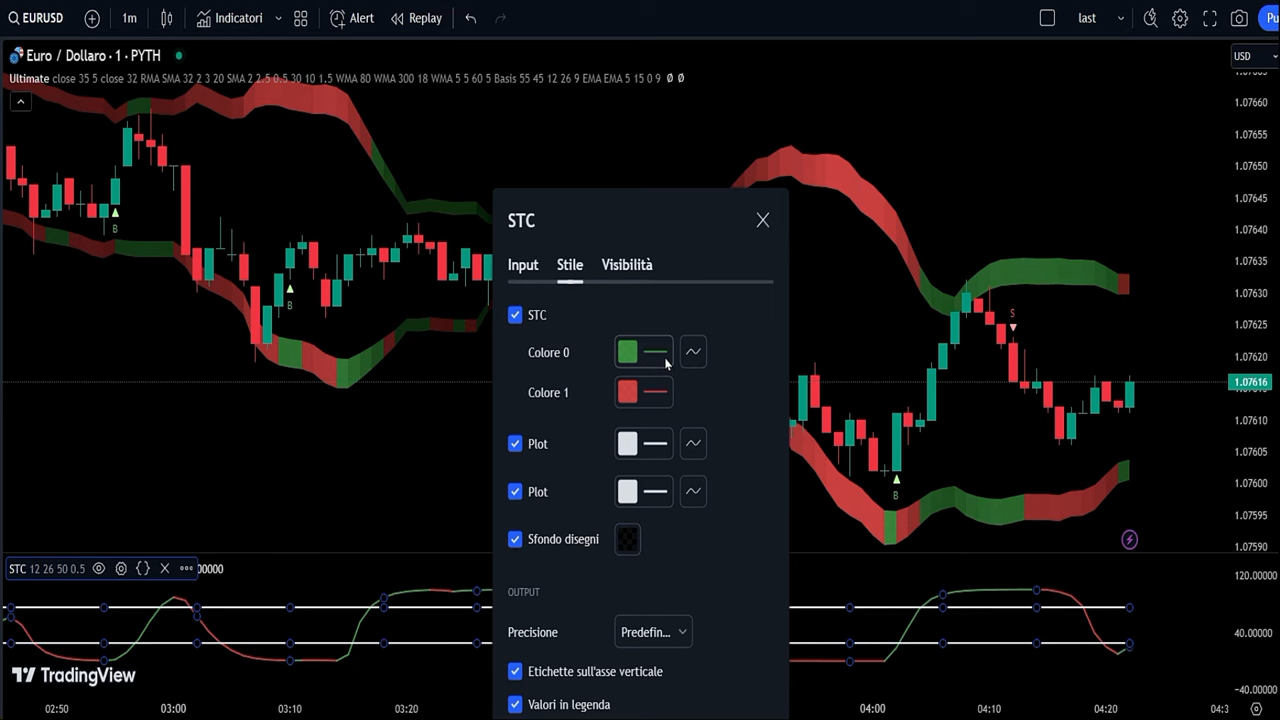 EURUSD 1m Indicatori Alert Replay last Pu
Euro / Dollaro · 1 · PYTH
USD
Ultimate close 35 5 close 32 RMA SMA 32 2 3 20 SMA 2 2.5 0.5 30 10 1.5 WMA 80 WMA 300 18 WMA 5 5 60 5 Basis 55 45 12 26 9 EMA EMA 5 15 0 9 Ø Ø
1.07660
1.07655
1.07650
1.07645
1.07640
1.07635
1.07630
1.07625
1.07620
1.07616
1.07610
1.07605
1.07600
1.07595
1.07590
B
B
S
B
STC
Input Stile Visibilità
STC
Colore 0
Colore 1
Plot
Plot
Sfondo disegni
OUTPUT
Precisione Predefin...
Etichette sull'asse verticale
Valori in legenda
STC 12 26 50 0.5
00000
120.00000
40.00000
−40.00000
TradingView
02:50 03:00 03:10 03:20 04:00 04:10 04:20 04:3